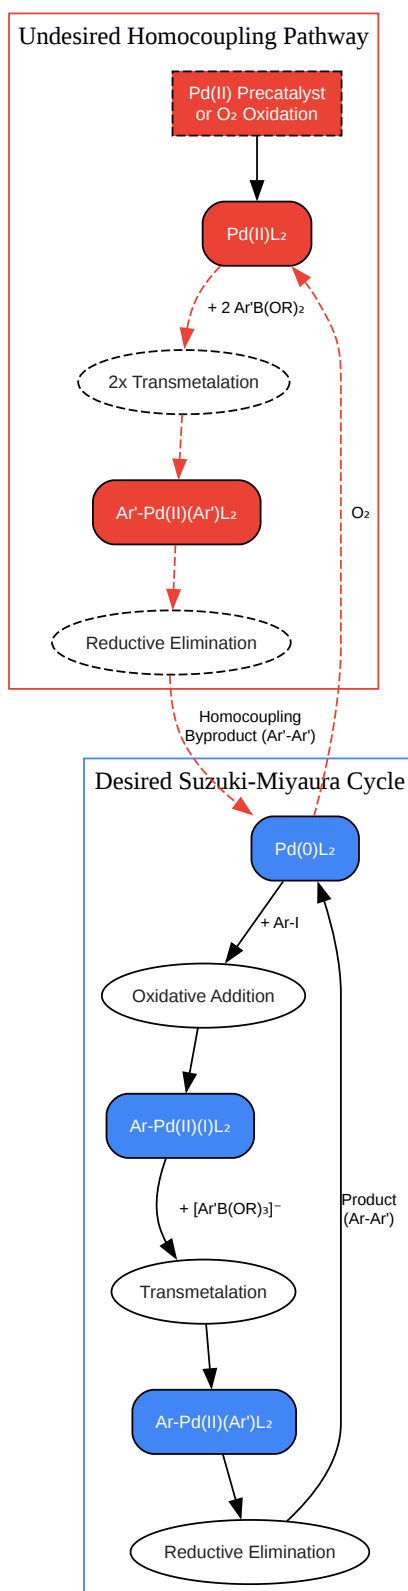 Undesired Homocoupling Pathway
Pd(II) Precatalyst
or O₂ Oxidation
Pd(II)L₂
+ 2 Ar'B(OR)₂
2x Transmetalation
Ar'-Pd(II)(Ar')L₂
O₂
Reductive Elimination
Homocoupling
Byproduct (Ar'-Ar')
Desired Suzuki-Miyaura Cycle
Pd(0)L₂
+ Ar-I
Oxidative Addition
Ar-Pd(II)(I)L₂
+ [Ar'B(OR)₃]⁻
Product
(Ar-Ar')
Transmetalation
Ar-Pd(II)(Ar')L₂
Reductive Elimination